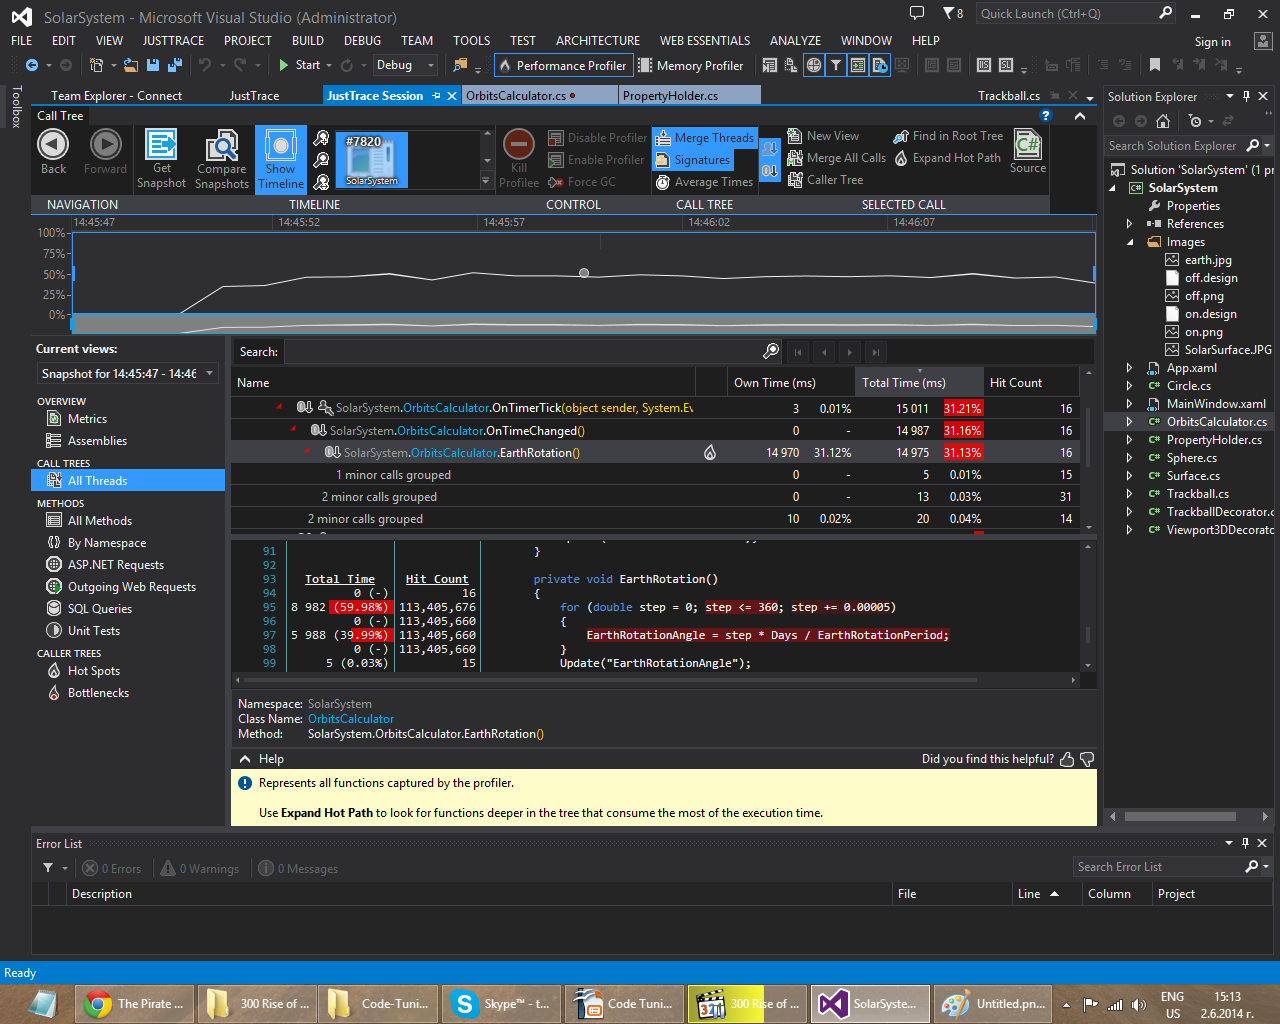 SolarSystem - Microsoft Visual Studio (Administrator)
8
Quick Launch (Ctrl+Q)
FILE EDIT VIEW JUSTTRACE PROJECT BUILD DEBUG TEAM TOOLS TEST ARCHITECTURE WEB ESSENTIALS ANALYZE WINDOW HELP
Sign in
Start Debug Performance Profiler Memory Profiler
Toolbox
Team Explorer - Connect JustTrace JustTrace Session OrbitsCalculator.cs PropertyHolder.cs Trackball.cs
Call Tree
Back Forward
Get Snapshot
Compare Snapshots
Show Timeline
#7820
SolarSystem
Kill Profilee
Disable Profiler
Enable Profiler
Force GC
Merge Threads
Signatures
Average Times
New View
Merge All Calls
Caller Tree
Find in Root Tree
Expand Hot Path
Source
NAVIGATION TIMELINE CONTROL CALL TREE SELECTED CALL
14:45:47 14:45:52 14:45:57 14:46:02 14:46:07
100%
75%
50%
25%
0%
Current views:
Snapshot for 14:45:47 - 14:46
OVERVIEW
Metrics
Assemblies
CALL TREES
All Threads
METHODS
All Methods
By Namespace
ASP.NET Requests
Outgoing Web Requests
SQL Queries
Unit Tests
CALLER TREES
Hot Spots
Bottlenecks
Search:
Name Own Time (ms) Total Time (ms) Hit Count
SolarSystem.OrbitsCalculator.OnTimerTick(object sender, System.Ev 3 0.01% 15 011 31.21% 16
SolarSystem.OrbitsCalculator.OnTimeChanged() 0 - 14 987 31.16% 16
SolarSystem.OrbitsCalculator.EarthRotation() 14 970 31.12% 14 975 31.13% 16
1 minor calls grouped 0 - 5 0.01% 15
2 minor calls grouped 0 - 13 0.03% 31
2 minor calls grouped 10 0.02% 20 0.04% 14
91 }
92
93 Total Time Hit Count private void EarthRotation()
94 0 (-) 16 {
95 8 982 (59.98%) 113,405,676 for (double step = 0; step <= 360; step += 0.00005)
96 0 (-) 113,405,660 {
97 5 988 (39.99%) 113,405,660 EarthRotationAngle = step * Days / EarthRotationPeriod;
98 0 (-) 113,405,660 }
99 5 (0.03%) 15 Update("EarthRotationAngle");
Namespace: SolarSystem
Class Name: OrbitsCalculator
Method: SolarSystem.OrbitsCalculator.EarthRotation()
Help
Did you find this helpful?
Represents all functions captured by the profiler.
Use Expand Hot Path to look for functions deeper in the tree that consume the most of the execution time.
Solution Explorer
Search Solution Explorer
Solution 'SolarSystem' (1 pr
SolarSystem
Properties
References
Images
earth.jpg
off.design
off.png
on.design
on.png
SolarSurface.JPG
App.xaml
Circle.cs
MainWindow.xaml
OrbitsCalculator.cs
PropertyHolder.cs
Sphere.cs
Surface.cs
Trackball.cs
TrackballDecorator.c
Viewport3DDecorato
Error List
0 Errors 0 Warnings 0 Messages
Search Error List
Description File Line Column Project
Ready
The Pirate ... 300 Rise of ... Code-Tuni... Skype™ - t... Code Tuni... 300 Rise of ... SolarSyste... Untitled.pn...
ENG
US
15:13
2.6.2014 г.